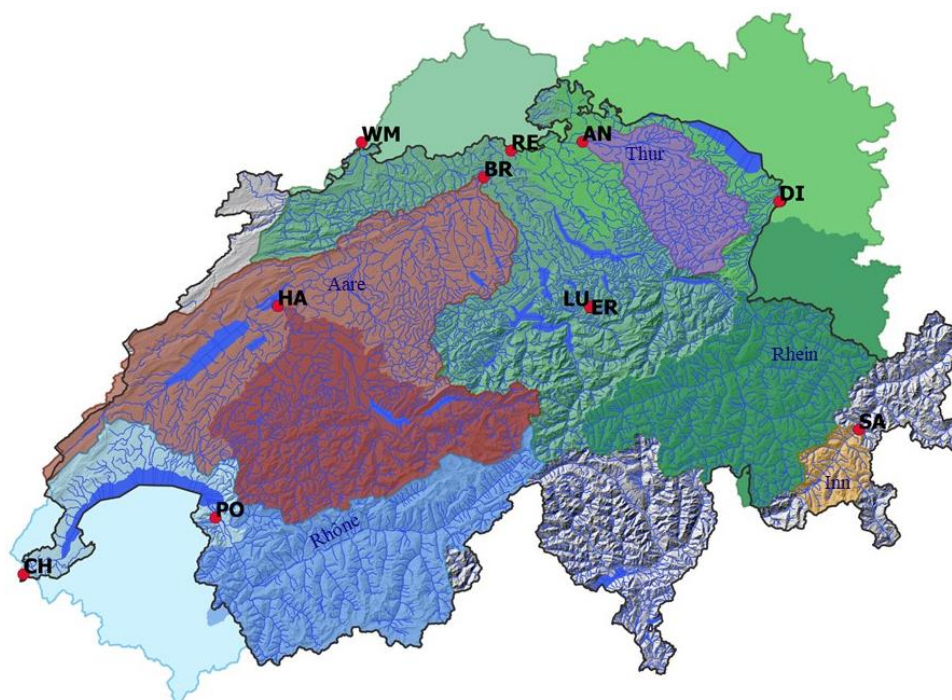 WM
RE
AN
Thur
BR
DI
HA
Aare
LU
ER
Rhein
SA
Inn
PO
Rhône
CH